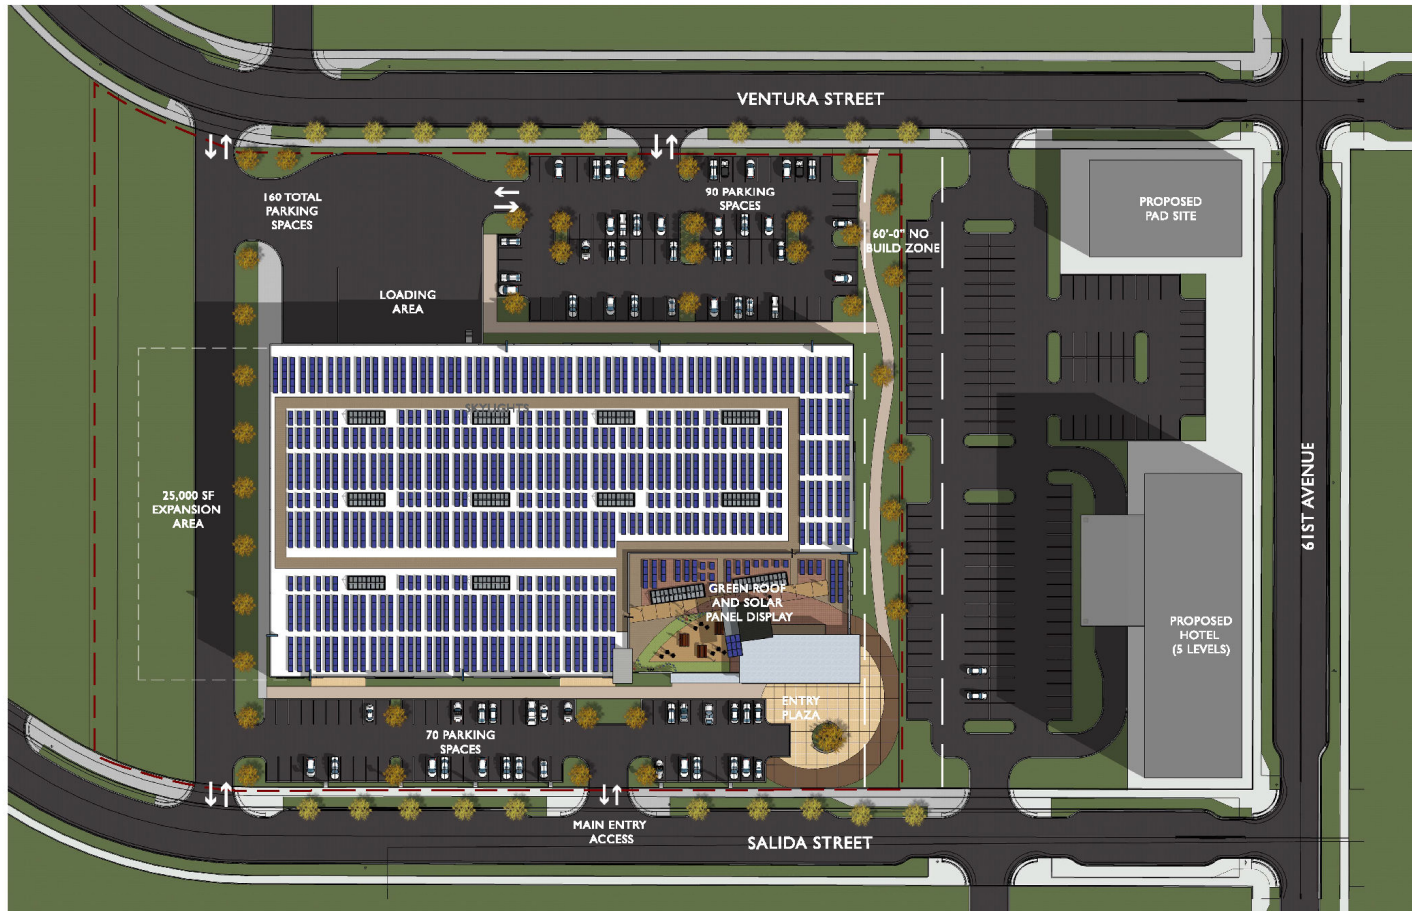 VENTURA STREET
160 TOTAL
PARKING
SPACES
90 PARKING
SPACES
PROPOSED
PAD SITE
60'-0" NO
BUILD ZONE
LOADING
AREA
SKYLIGHTS
25,000 SF
EXPANSION
AREA
61ST AVENUE
GREEN ROOF
AND SOLAR
PANEL DISPLAY
PROPOSED
HOTEL
(5 LEVELS)
ENTRY
PLAZA
70 PARKING
SPACES
MAIN ENTRY
ACCESS
SALIDA STREET